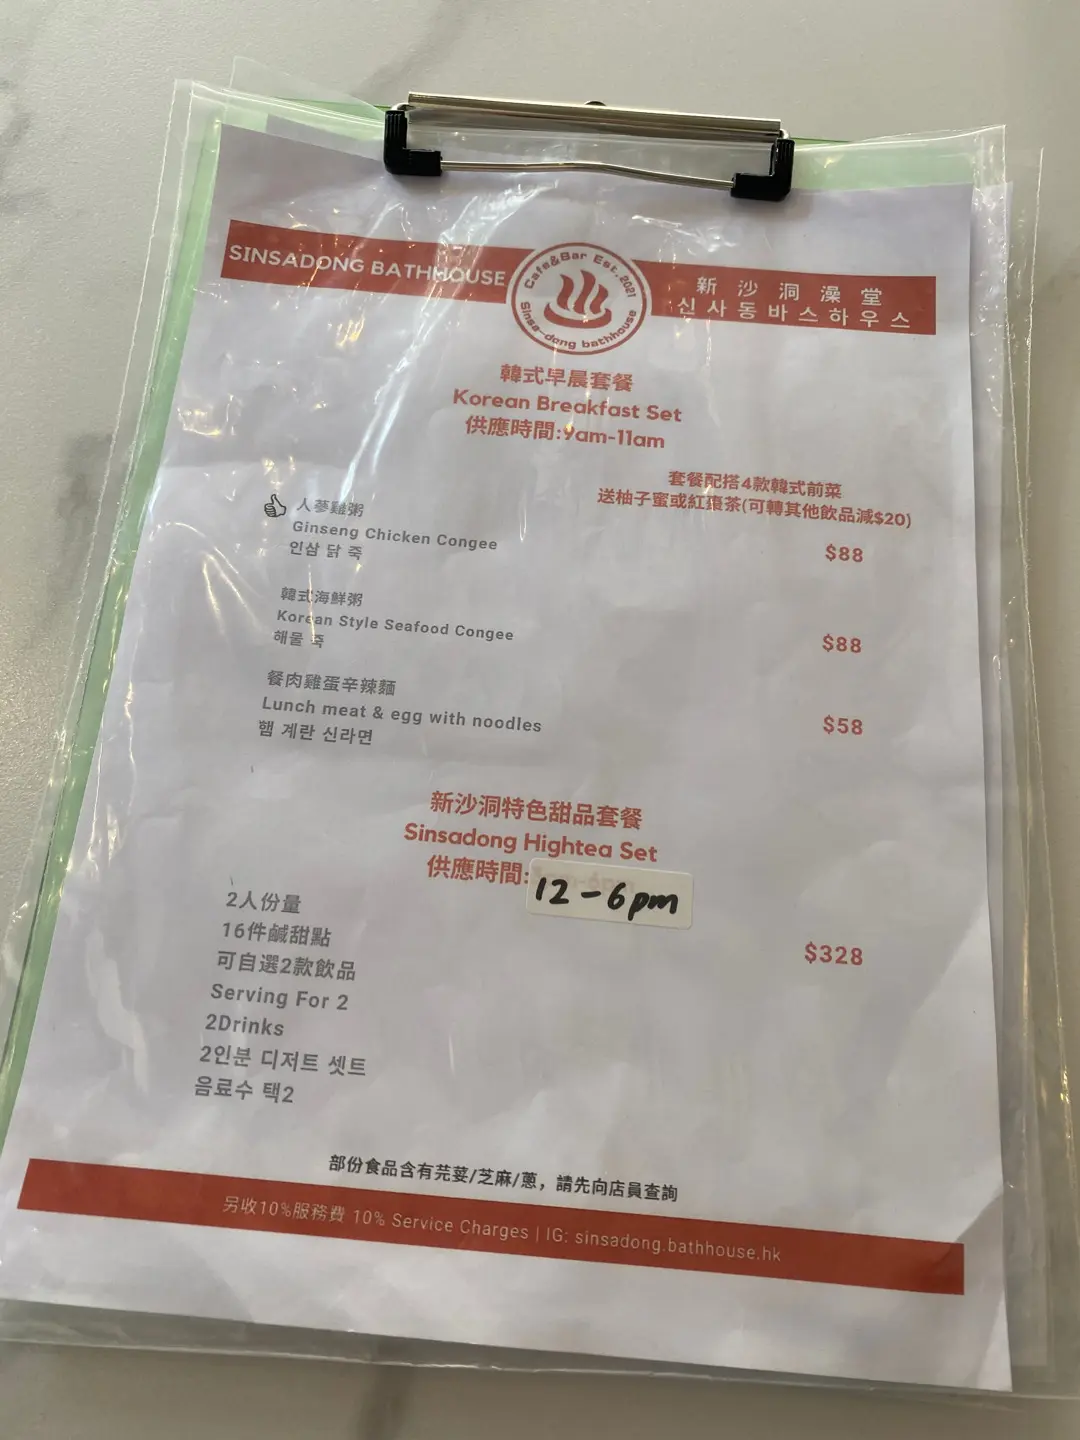 SINSADONG BATHHOUSE
Cafe&Bar Est.2021
Sinsa-dong bathhouse
新沙洞澡堂
신사동바스하우스
韓式早晨套餐
Korean Breakfast Set
供應時間:9am-11am
套餐配搭4款韓式前菜
送柚子蜜或紅棗茶(可轉其他飲品減$20)
人蔘雞粥
Ginseng Chicken Congee
인삼 닭 죽
$88
韓式海鮮粥
Korean Style Seafood Congee
해물 죽
$88
餐肉雞蛋辛辣麵
Lunch meat & egg with noodles
햄 계란 신라면
$58
新沙洞特色甜品套餐
Sinsadong Hightea Set
供應時間:
12-6pm
2人份量
16件鹹甜點
可自選2款飲品
Serving For 2
2Drinks
2인분 디저트 셋트
음료수 택2
$328
部份食品含有芫荽/芝麻/蔥，請先向店員查詢
另收10%服務費 10% Service Charges | IG: sinsadong.bathhouse.hk